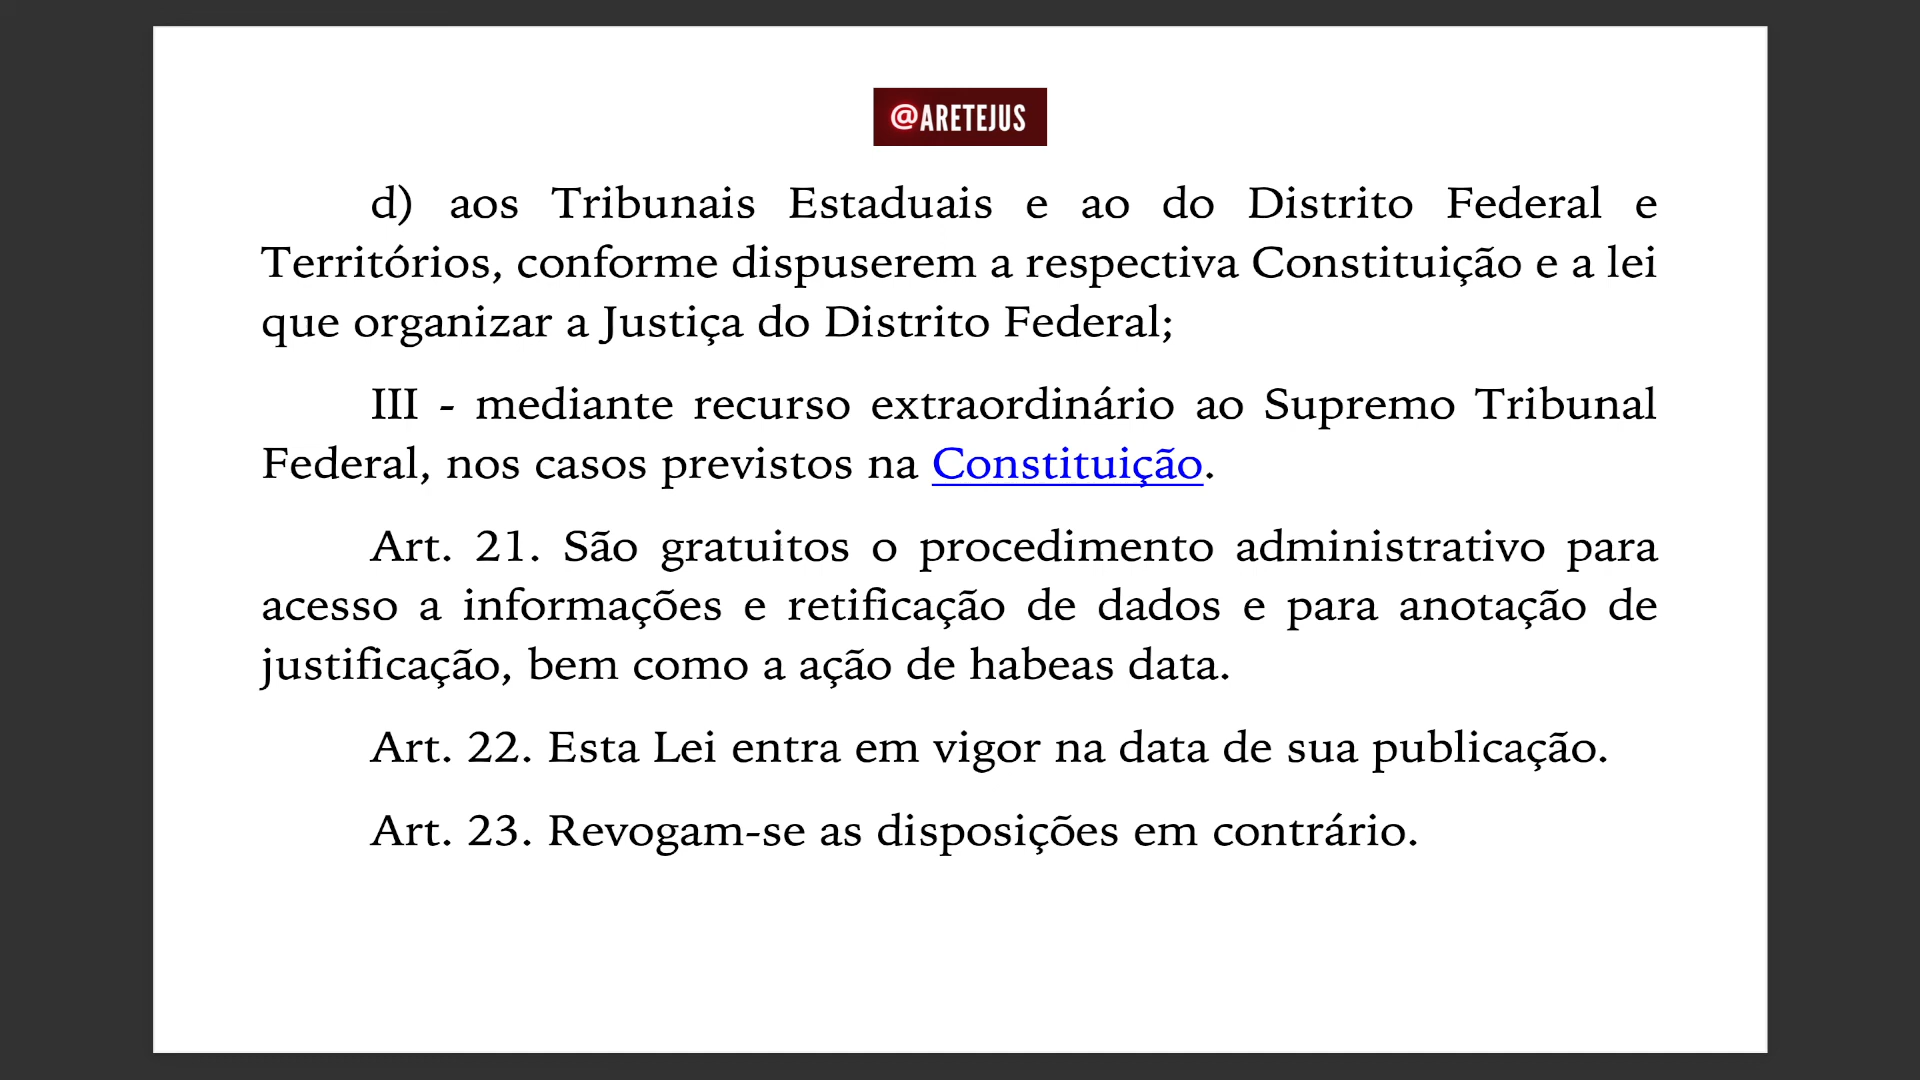 @ARETEJUS
d) aos Tribunais Estaduais e ao do Distrito Federal e
Territórios, conforme dispuserem a respectiva Constituição e a lei
que organizar a Justiça do Distrito Federal;
III - mediante recurso extraordinário ao Supremo Tribunal
Federal, nos casos previstos na Constituição.
Art. 21. São gratuitos o procedimento administrativo para
acesso a informações e retificação de dados e para anotação de
justificação, bem como a ação de habeas data.
Art. 22. Esta Lei entra em vigor na data de sua publicação.
Art. 23. Revogam-se as disposições em contrário.